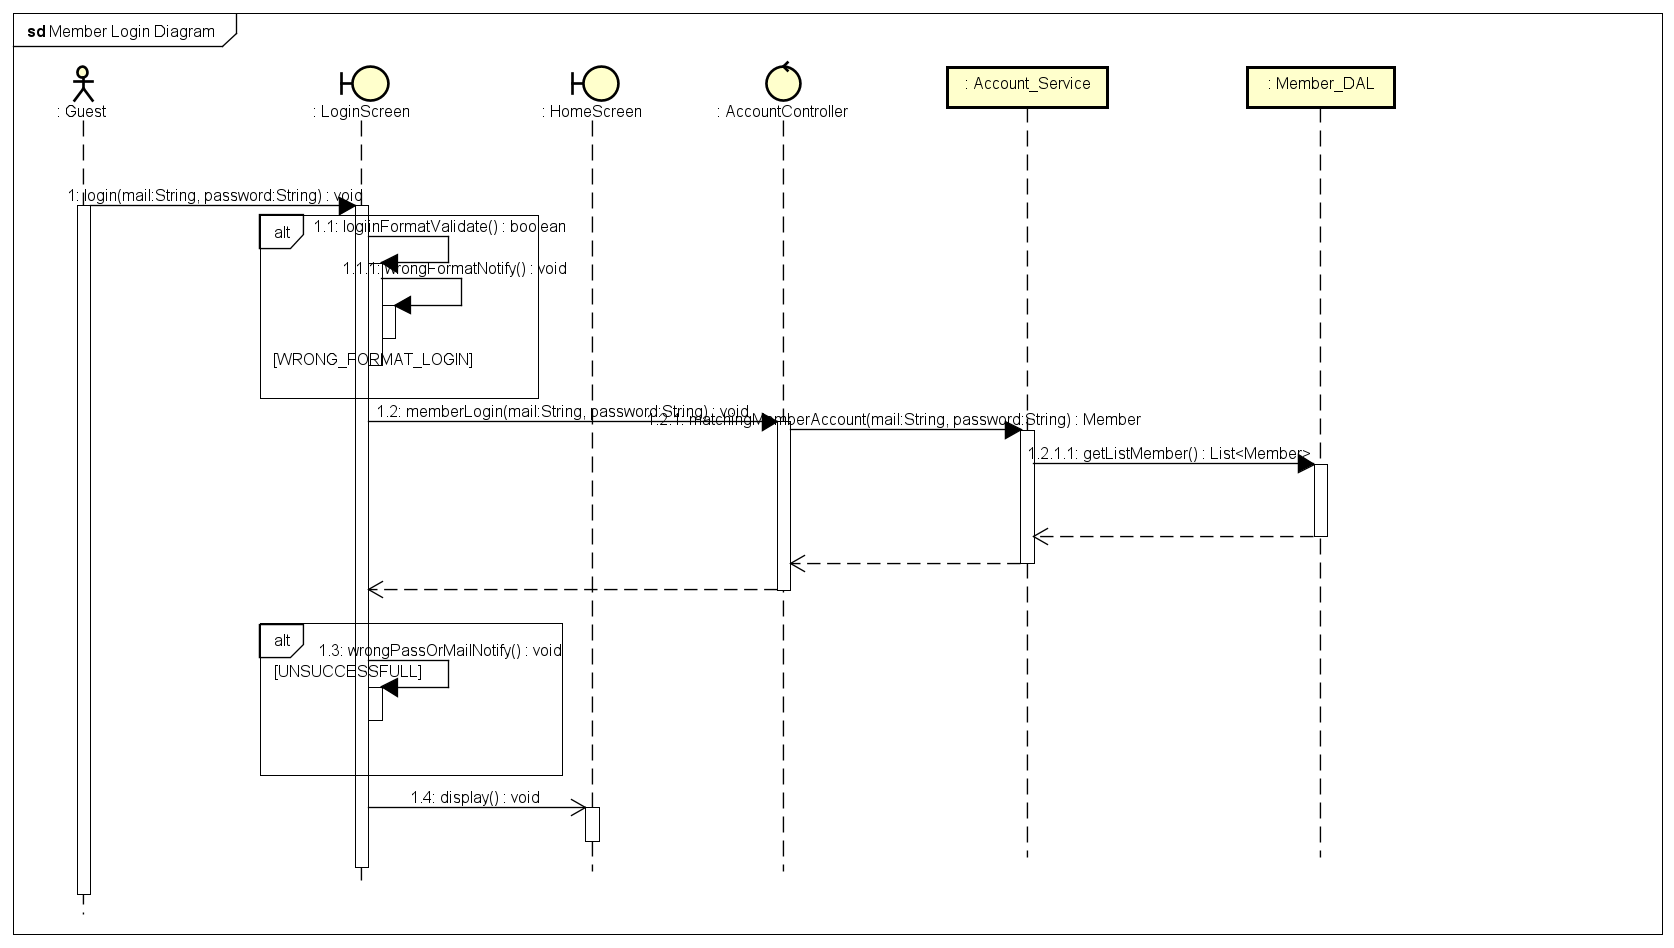 sd Member Login Diagram
: Guest
: LoginScreen
: HomeScreen
: AccountController
: Account_Service
: Member_DAL
1: login(mail:String, password:String) : void
alt
1.1: logiinFormatValidate() : boolean
1.1.1: wrongFormatNotify() : void
[WRONG_FORMAT_LOGIN]
1.2: memberLogin(mail:String, password:String) : void
1.2.1: matchingMemberAccount(mail:String, password:String) : Member
1.2.1.1: getListMember() : List<Member>
alt
1.3: wrongPassOrMailNotify() : void
[UNSUCCESSFULL]
1.4: display() : void